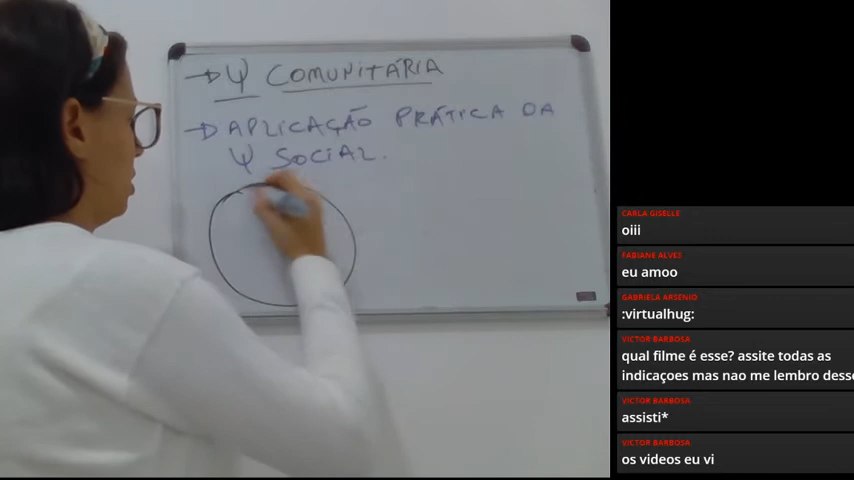 → Ψ COMUNITÁRIA
→ APLICAÇÃO PRÁTICA DA
Ψ SOCIAL.
CARLA GISELLE
oiii
FABIANE ALVES
eu amoo
GABRIELA ARSENIO
:virtualhug:
VICTOR BARBOSA
qual filme é esse? assite todas as
indicaçoes mas nao me lembro desse
VICTOR BARBOSA
assisti*
VICTOR BARBOSA
os videos eu vi